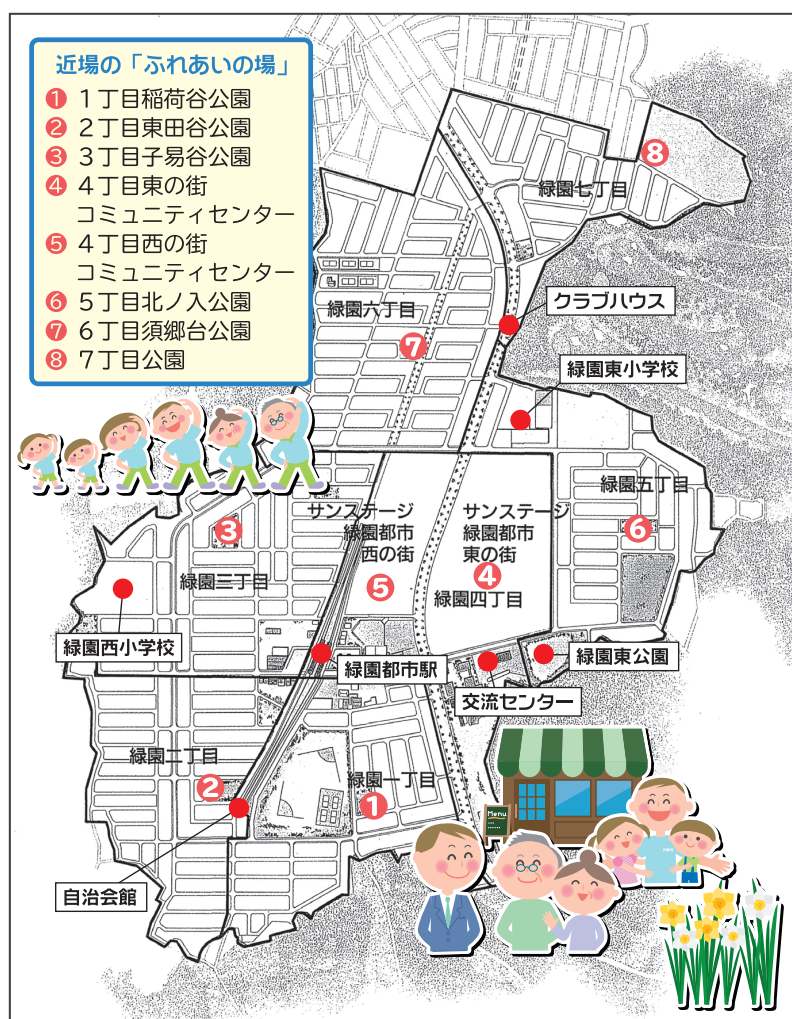 近場の「ふれあいの場」
❶ 1丁目稲荷谷公園
❷ 2丁目東田谷公園
❸ 3丁目子易谷公園
❹ 4丁目東の街
コミュニティセンター
❺ 4丁目西の街
コミュニティセンター
❻ 5丁目北ノ入公園
❼ 6丁目須郷台公園
❽ 7丁目公園
❽
緑園七丁目
クラブハウス
緑園六丁目
❼
緑園東小学校
緑園五丁目
❻
サンステージ
緑園都市
西の街
❺
サンステージ
緑園都市
東の街
❹
緑園四丁目
❸
緑園三丁目
緑園西小学校
緑園都市駅
緑園東公園
交流センター
緑園二丁目
❷
緑園一丁目
❶
自治会館
Menu